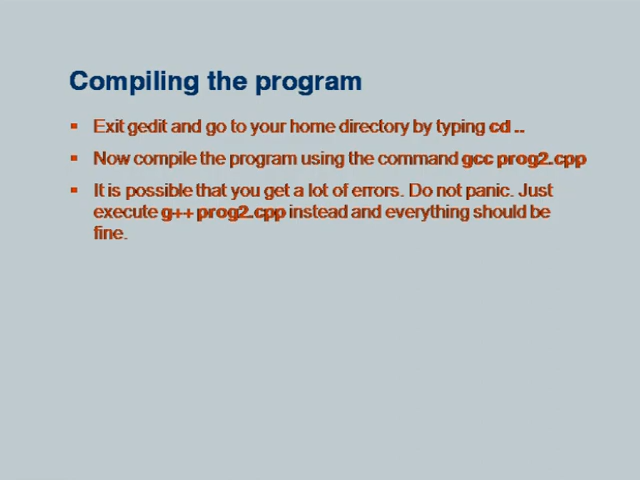 Compiling the program
Exit gedit and go to your home directory by typing cd ..
Now compile the program using the command gcc prog2.cpp
It is possible that you get a lot of errors. Do not panic. Just
execute g++ prog2.cpp instead and everything should be
fine.